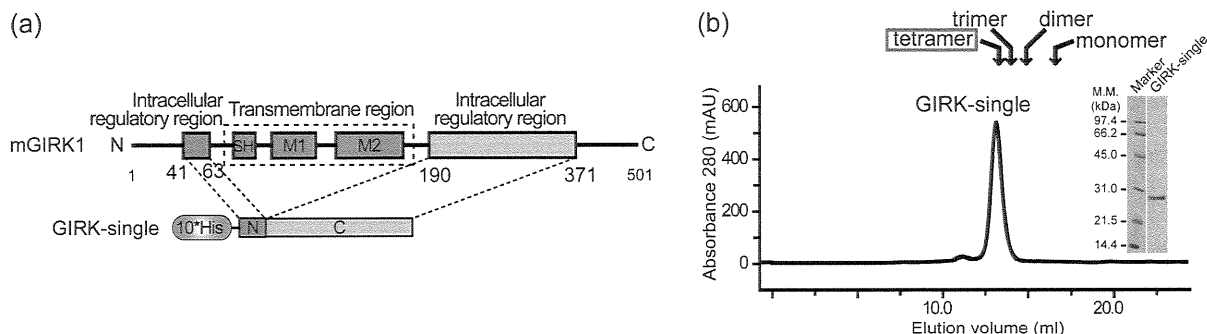 (a)
Intracellular
regulatory region
Transmembrane region
Intracellular
regulatory region
mGIRK1 N SH M1 M2 C
1 41 63 190 371 501
GIRK-single 10*His N C
(b)
trimer dimer
tetramer monomer
GIRK-single
Marker
GIRK-single
M.M.
(kDa)
97.4
66.2
45.0
31.0
21.5
14.4
Absorbance 280 (mAU)
600
400
200
0
10.0 20.0
Elution volume (ml)